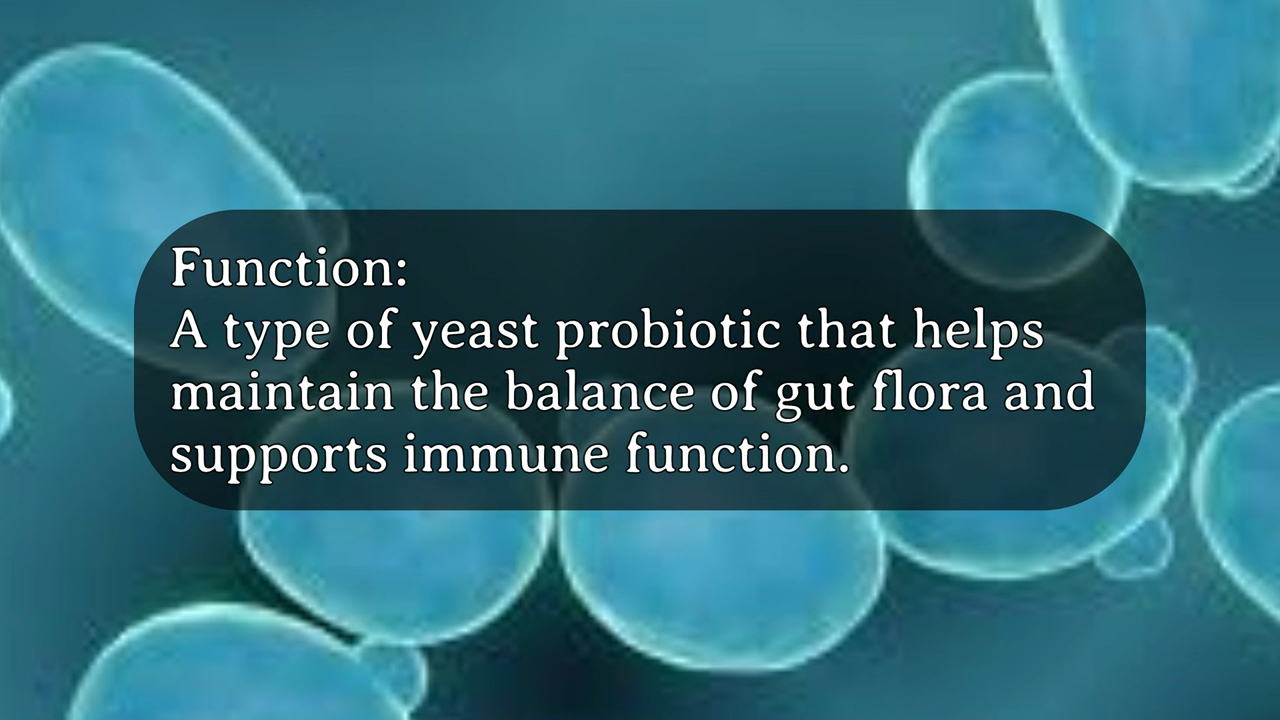 Function:
A type of yeast probiotic that helps
maintain the balance of gut flora and
supports immune function.